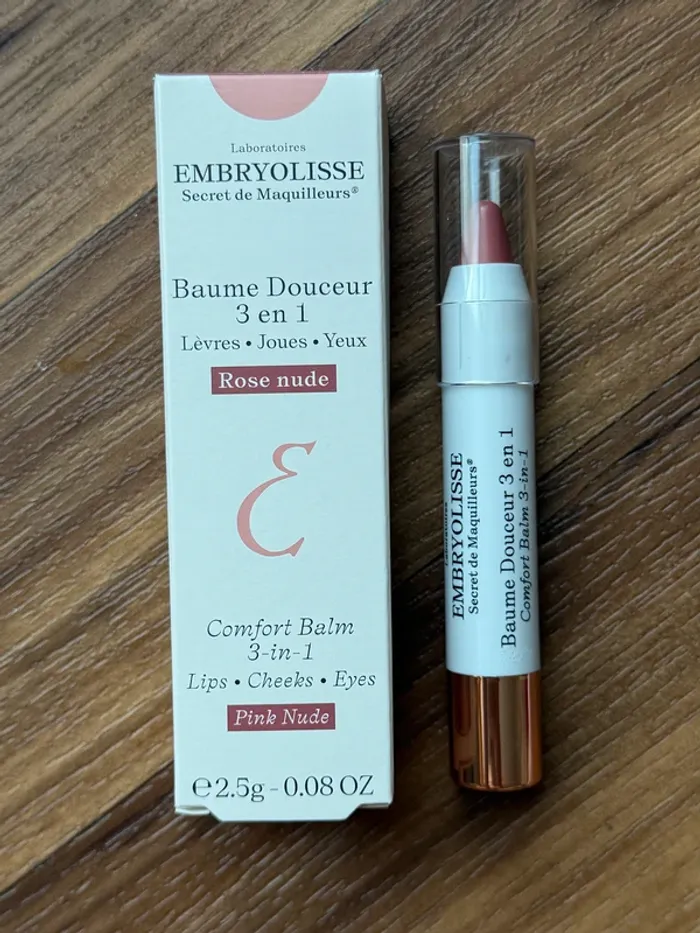 Laboratoires
EMBRYOLISSE
Secret de Maquilleurs®
Baume Douceur
3 en 1
Lèvres • Joues • Yeux
Rose nude
Comfort Balm
3-in-1
Lips • Cheeks • Eyes
Pink Nude
℮2.5g - 0.08 OZ
Laboratoires
EMBRYOLISSE
Secret de Maquilleurs®
Baume Douceur 3 en 1
Comfort Balm 3-in-1